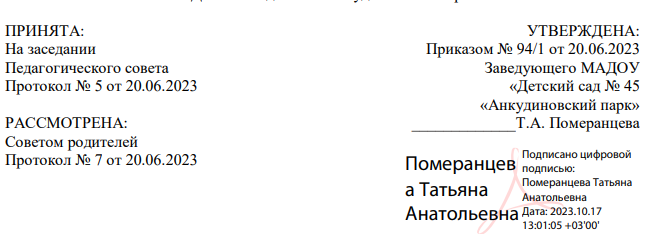 ПРИНЯТА:
На заседании
Педагогического совета
Протокол № 5 от 20.06.2023
РАССМОТРЕНА:
Советом родителей
Протокол № 7 от 20.06.2023
УТВЕРЖДЕНА:
Приказом № 94/1 от 20.06.2023
Заведующего МАДОУ
«Детский сад № 45
«Анкудиновский парк»
_____________Т.А. Померанцева
Померанцев
а Татьяна
Анатольевна
Подписано цифровой
подписью:
Померанцева Татьяна
Анатольевна
Дата: 2023.10.17
13:01:05 +03'00'